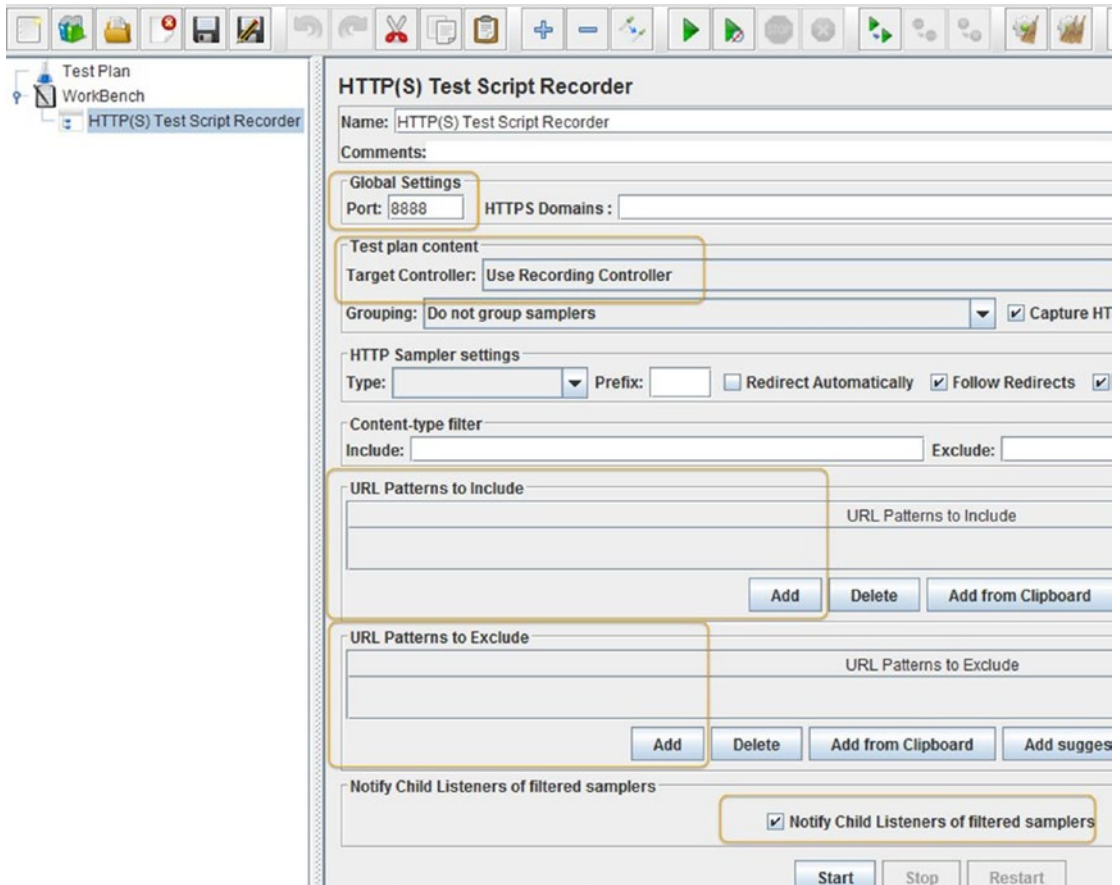 Test Plan
WorkBench
HTTP(S) Test Script Recorder
HTTP(S) Test Script Recorder
Name: HTTP(S) Test Script Recorder
Comments:
Global Settings
Port: 8888 HTTPS Domains :
Test plan content
Target Controller: Use Recording Controller
Grouping: Do not group samplers Capture HT
HTTP Sampler settings
Type: Prefix: Redirect Automatically Follow Redirects
Content-type filter
Include: Exclude:
URL Patterns to Include
URL Patterns to Include
Add Delete Add from Clipboard
URL Patterns to Exclude
URL Patterns to Exclude
Add Delete Add from Clipboard Add sugges
Notify Child Listeners of filtered samplers
Notify Child Listeners of filtered samplers
Start Stop Restart